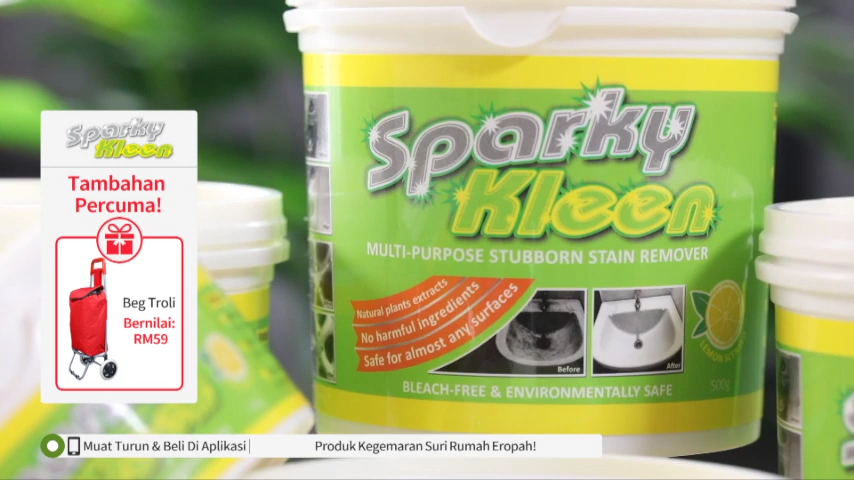 Sparky
Kleen
Tambahan
Percuma!
Beg Troli
Bernilai:
RM59
Sparky
Kleen
MULTI-PURPOSE STUBBORN STAIN REMOVER
Natural plants extracts
No harmful ingredients
Safe for almost any surfaces
Before
After
BLEACH-FREE & ENVIRONMENTALLY SAFE
500g
Muat Turun & Beli Di Aplikasi
Produk Kegemaran Suri Rumah Eropah!